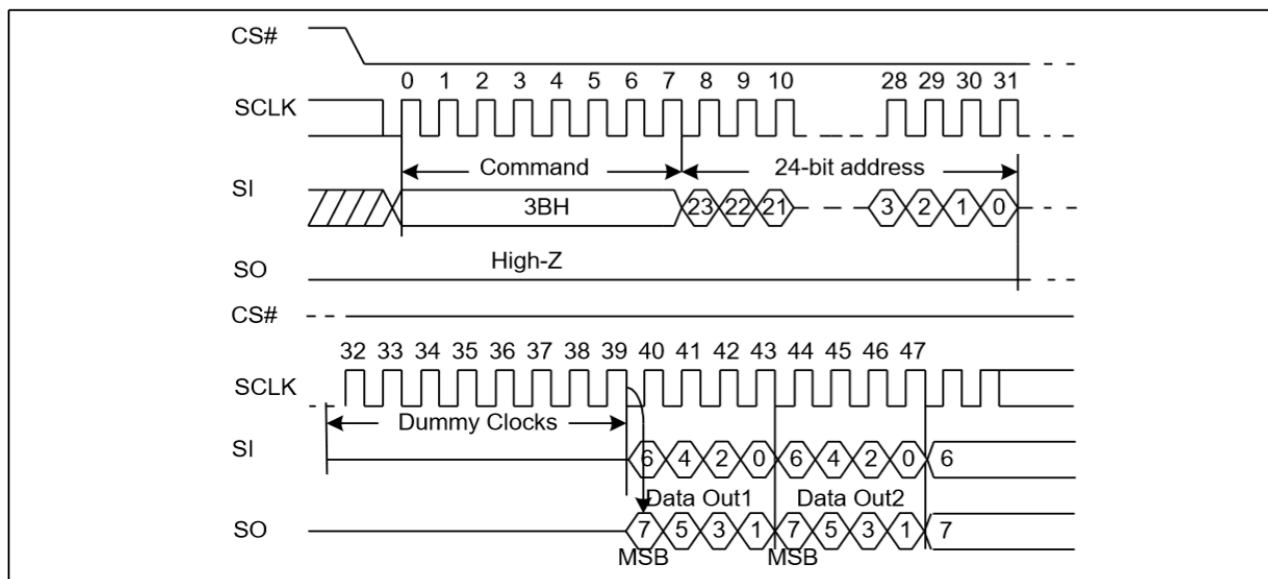 CS#
0 1 2 3 4 5 6 7 8 9 10 28 29 30 31
SCLK
Command 24-bit address
SI
3BH 23 22 21 3 2 1 0
High-Z
SO
CS#
32 33 34 35 36 37 38 39 40 41 42 43 44 45 46 47
SCLK
Dummy Clocks
SI
6 4 2 0 6 4 2 0 6
Data Out1 Data Out2
SO
7 5 3 1 7 5 3 1 7
MSB MSB